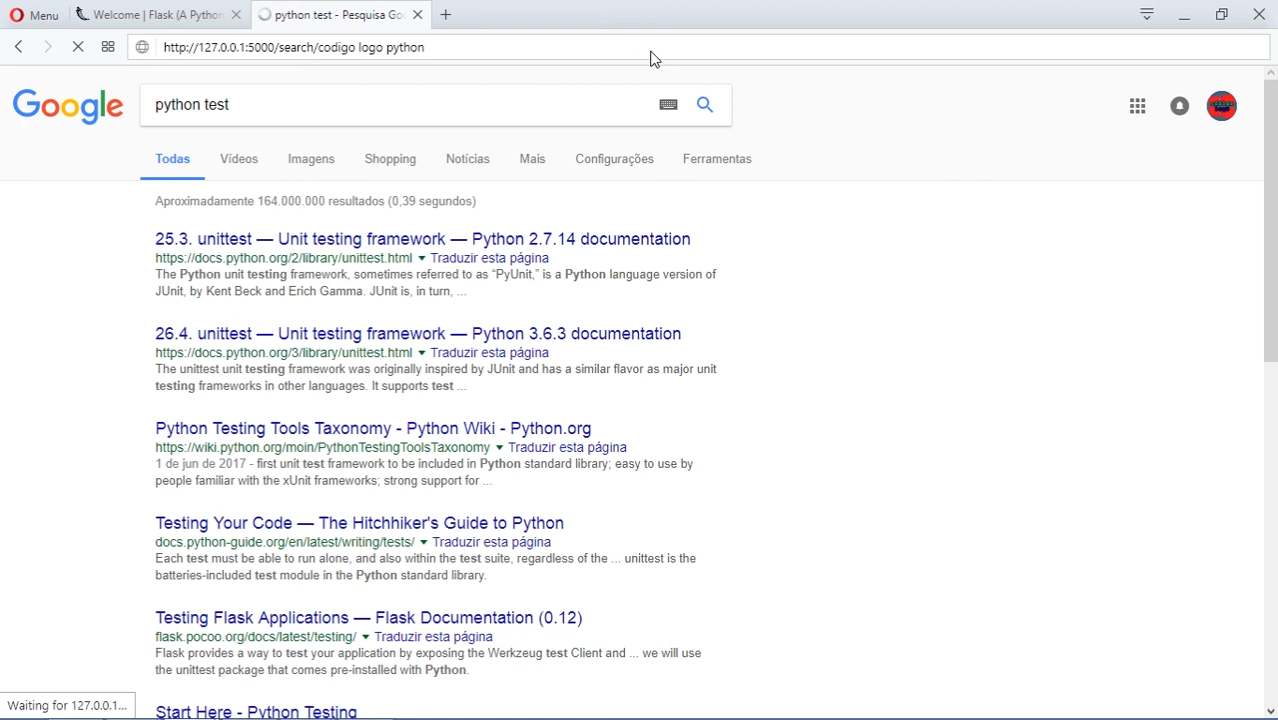 Menu
Welcome | Flask (A Pytho
python test - Pesquisa Go
http://127.0.0.1:5000/search/codigo logo python
Google
python test
Todas
Vídeos
Imagens
Shopping
Notícias
Mais
Configurações
Ferramentas
Aproximadamente 164.000.000 resultados (0,39 segundos)
25.3. unittest — Unit testing framework — Python 2.7.14 documentation
https://docs.python.org/2/library/unittest.html ▾ Traduzir esta página
The Python unit testing framework, sometimes referred to as “PyUnit,” is a Python language version of
JUnit, by Kent Beck and Erich Gamma. JUnit is, in turn, ...
26.4. unittest — Unit testing framework — Python 3.6.3 documentation
https://docs.python.org/3/library/unittest.html ▾ Traduzir esta página
The unittest unit testing framework was originally inspired by JUnit and has a similar flavor as major unit
testing frameworks in other languages. It supports test ...
Python Testing Tools Taxonomy - Python Wiki - Python.org
https://wiki.python.org/moin/PythonTestingToolsTaxonomy ▾ Traduzir esta página
1 de jun de 2017 - first unit test framework to be included in Python standard library; easy to use by
people familiar with the xUnit frameworks; strong support for ...
Testing Your Code — The Hitchhiker's Guide to Python
docs.python-guide.org/en/latest/writing/tests/ ▾ Traduzir esta página
Each test must be able to run alone, and also within the test suite, regardless of the ... unittest is the
batteries-included test module in the Python standard library.
Testing Flask Applications — Flask Documentation (0.12)
flask.pocoo.org/docs/latest/testing/ ▾ Traduzir esta página
Flask provides a way to test your application by exposing the Werkzeug test Client and ... we will use
the unittest package that comes pre-installed with Python.
Start Here - Python Testing
Waiting for 127.0.0.1...